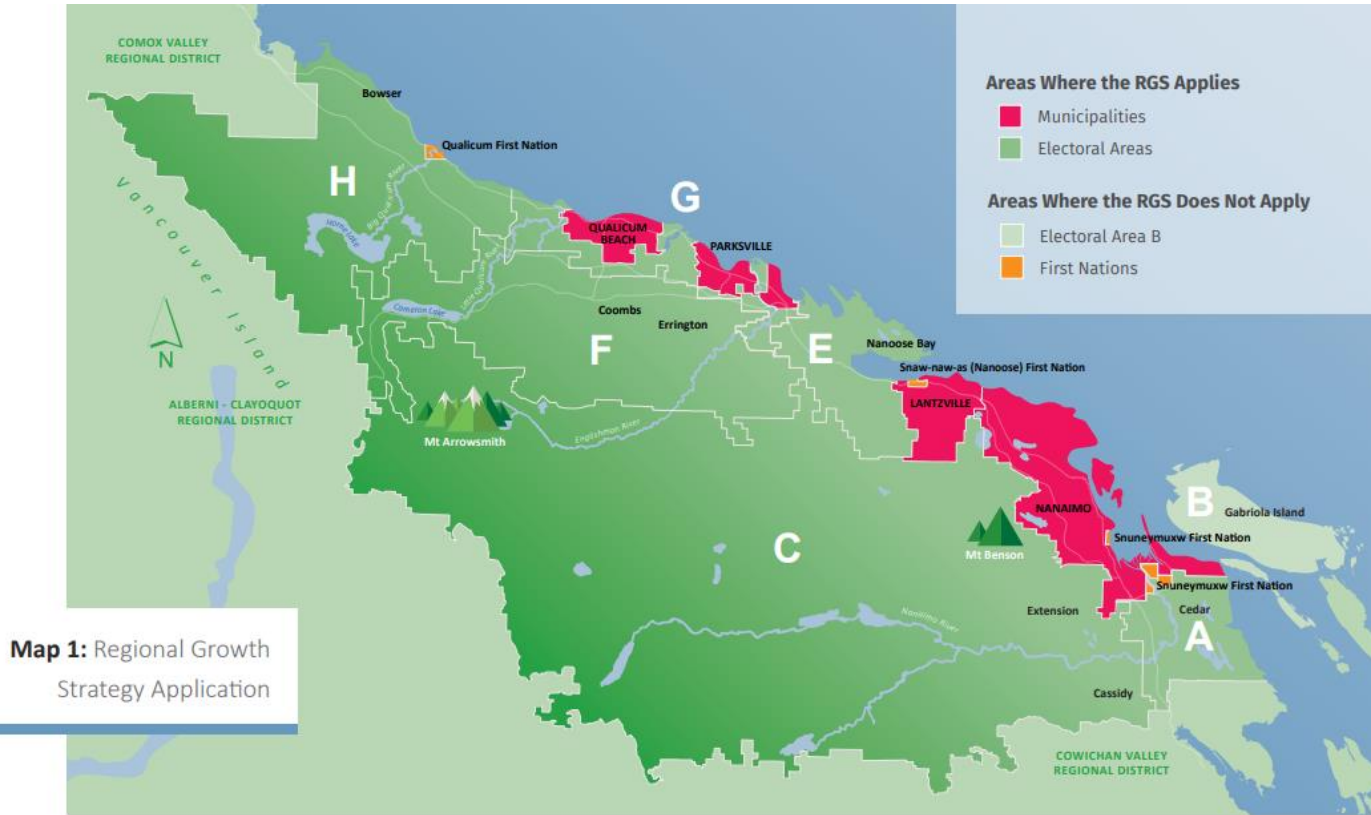 COMOX VALLEY
REGIONAL DISTRICT
Bowser
Qualicum First Nation
H
Big Qualicum River
Horne Lake
Vancouver Island
N
ALBERNI - CLAYOQUOT
REGIONAL DISTRICT
G
QUALICUM
BEACH
PARKSVILLE
Little Qualicum River
Cameron Lake
Coombs
Errington
F
E
Nanoose Bay
Snaw-naw-as (Nanoose) First Nation
LANTZVILLE
Mt Arrowsmith
Englishman River
C
Mt Benson
NANAIMO
B
Gabriola Island
Snuneymuxw First Nation
Snuneymuxw First Nation
Extension
Cedar
A
Nanaimo River
Cassidy
COWICHAN VALLEY
REGIONAL DISTRICT
Areas Where the RGS Applies
Municipalities
Electoral Areas
Areas Where the RGS Does Not Apply
Electoral Area B
First Nations
Map 1: Regional Growth
Strategy Application